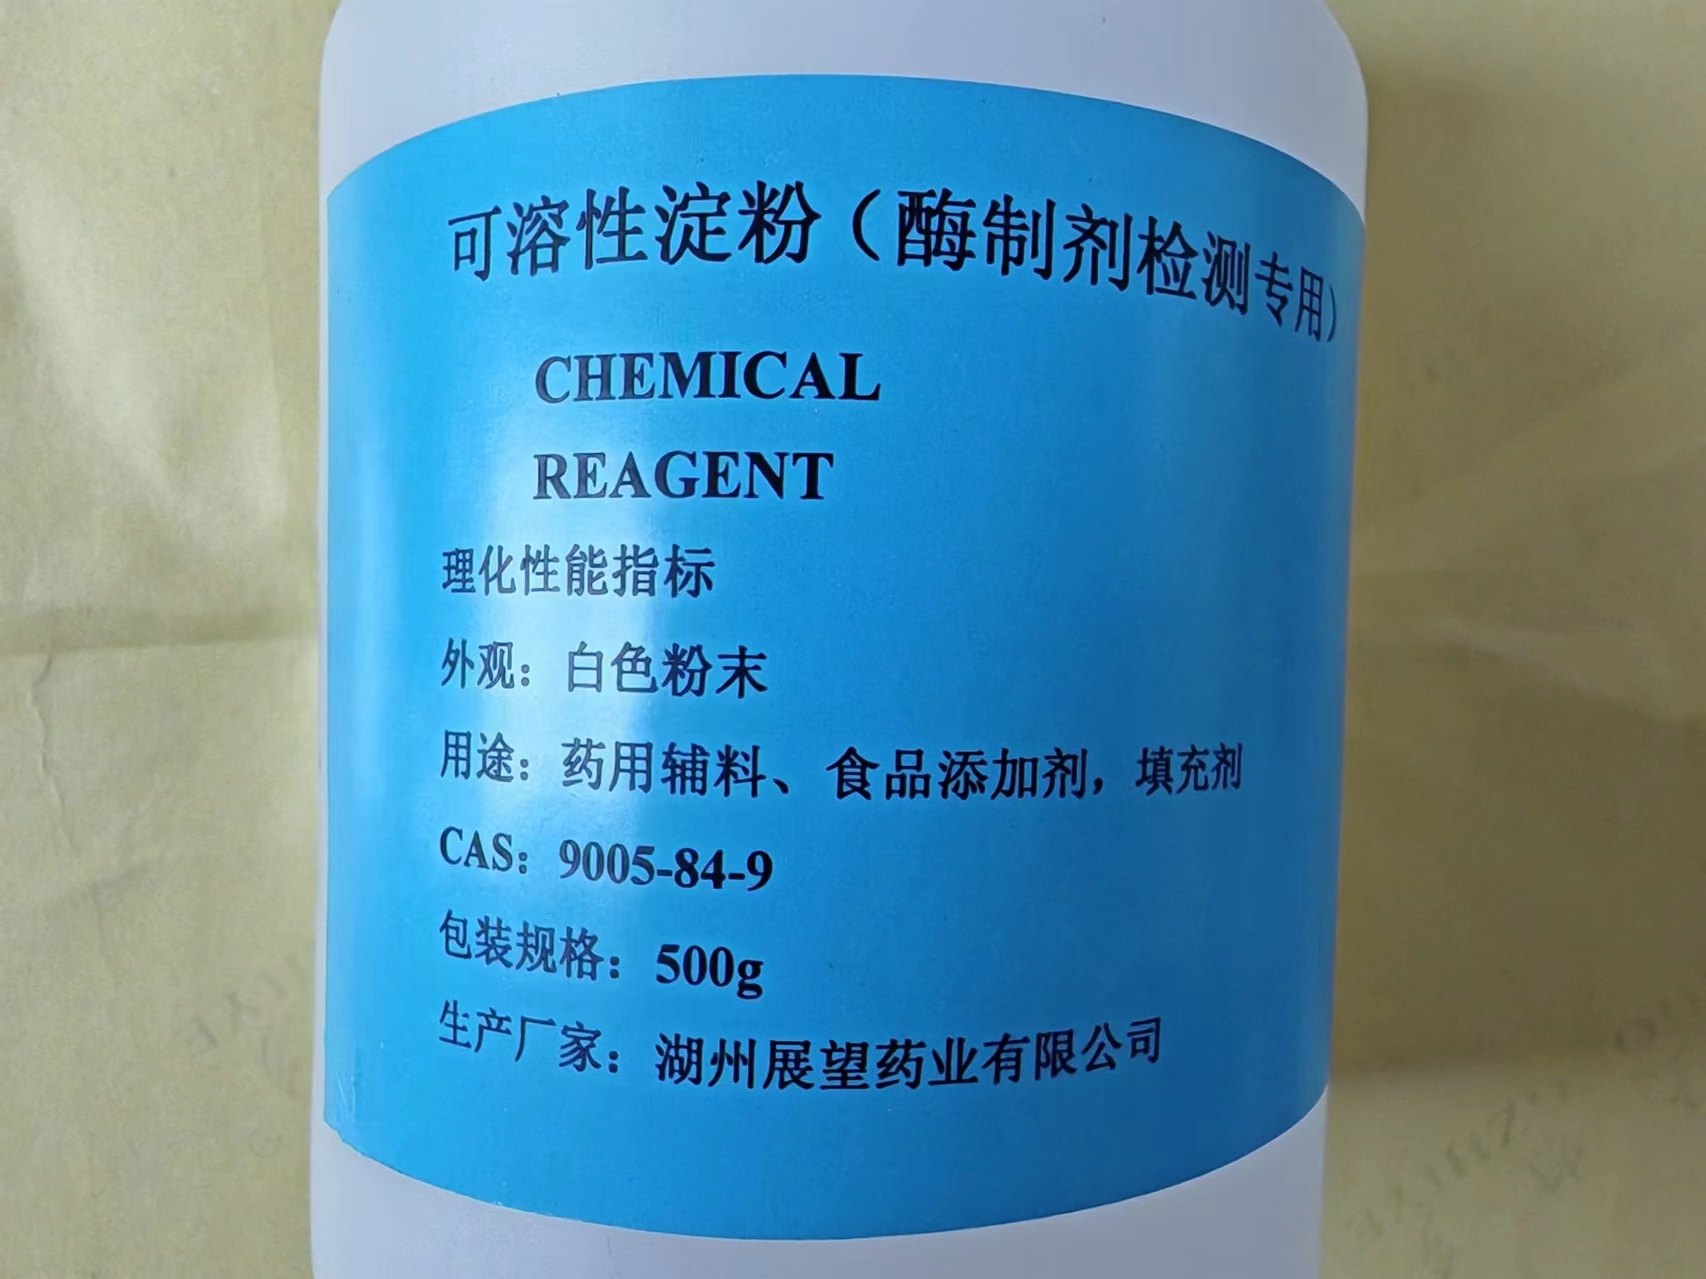 可溶性淀粉（酶制剂检测专用）
CHEMICAL
REAGENT
理化性能指标
外观：白色粉末
用途：药用辅料、食品添加剂，填充剂
CAS：9005-84-9
包装规格：500g
生产厂家：湖州展望药业有限公司